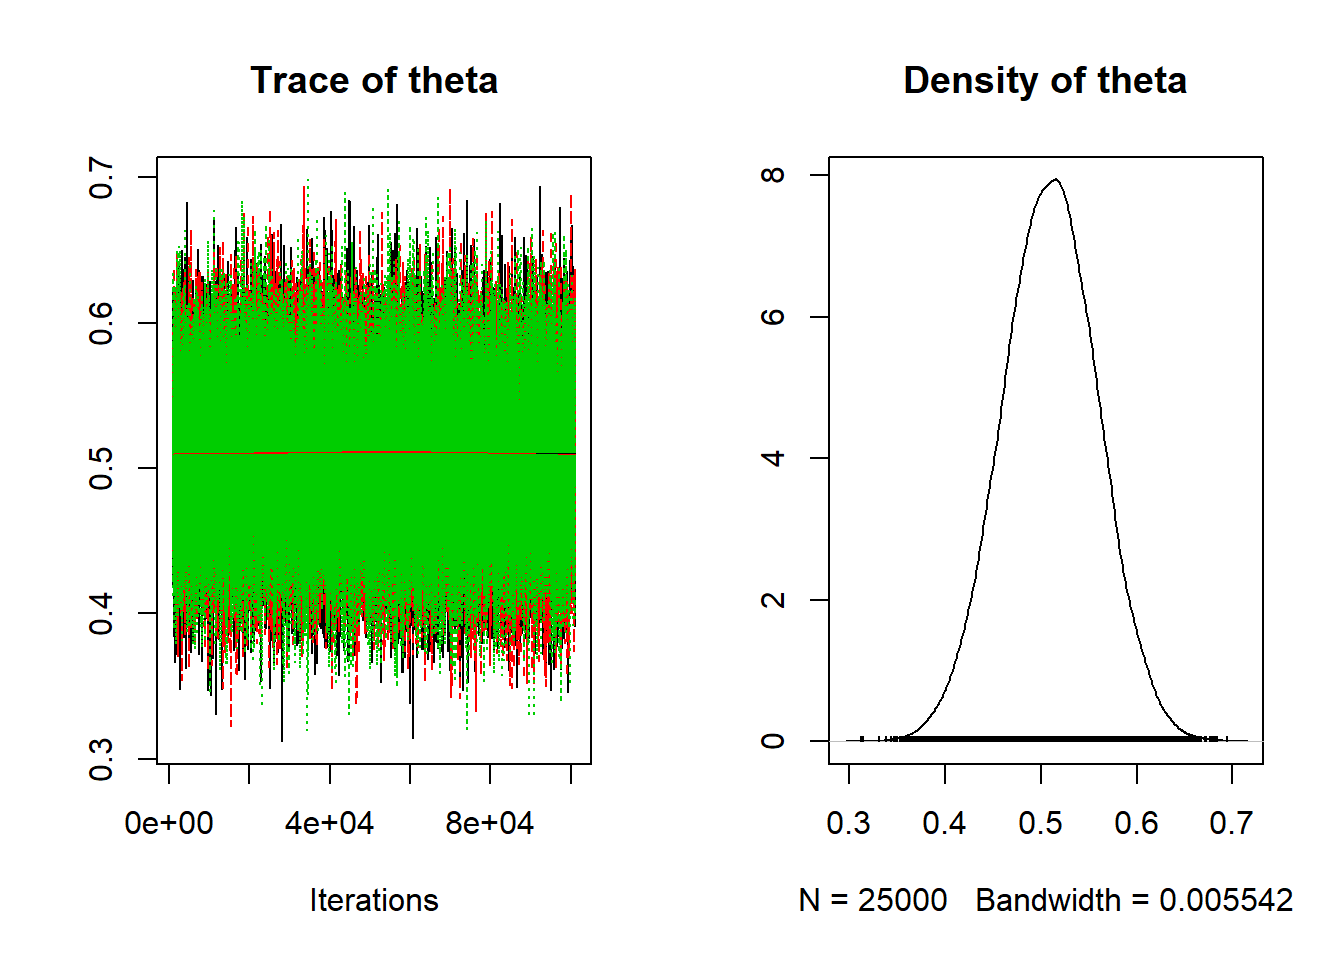 Trace of theta
0.7
0.6
0.5
0.4
0.3
0e+00 4e+04 8e+04
Iterations
Density of theta
8
6
4
2
0
0.3 0.4 0.5 0.6 0.7
N = 25000 Bandwidth = 0.005542